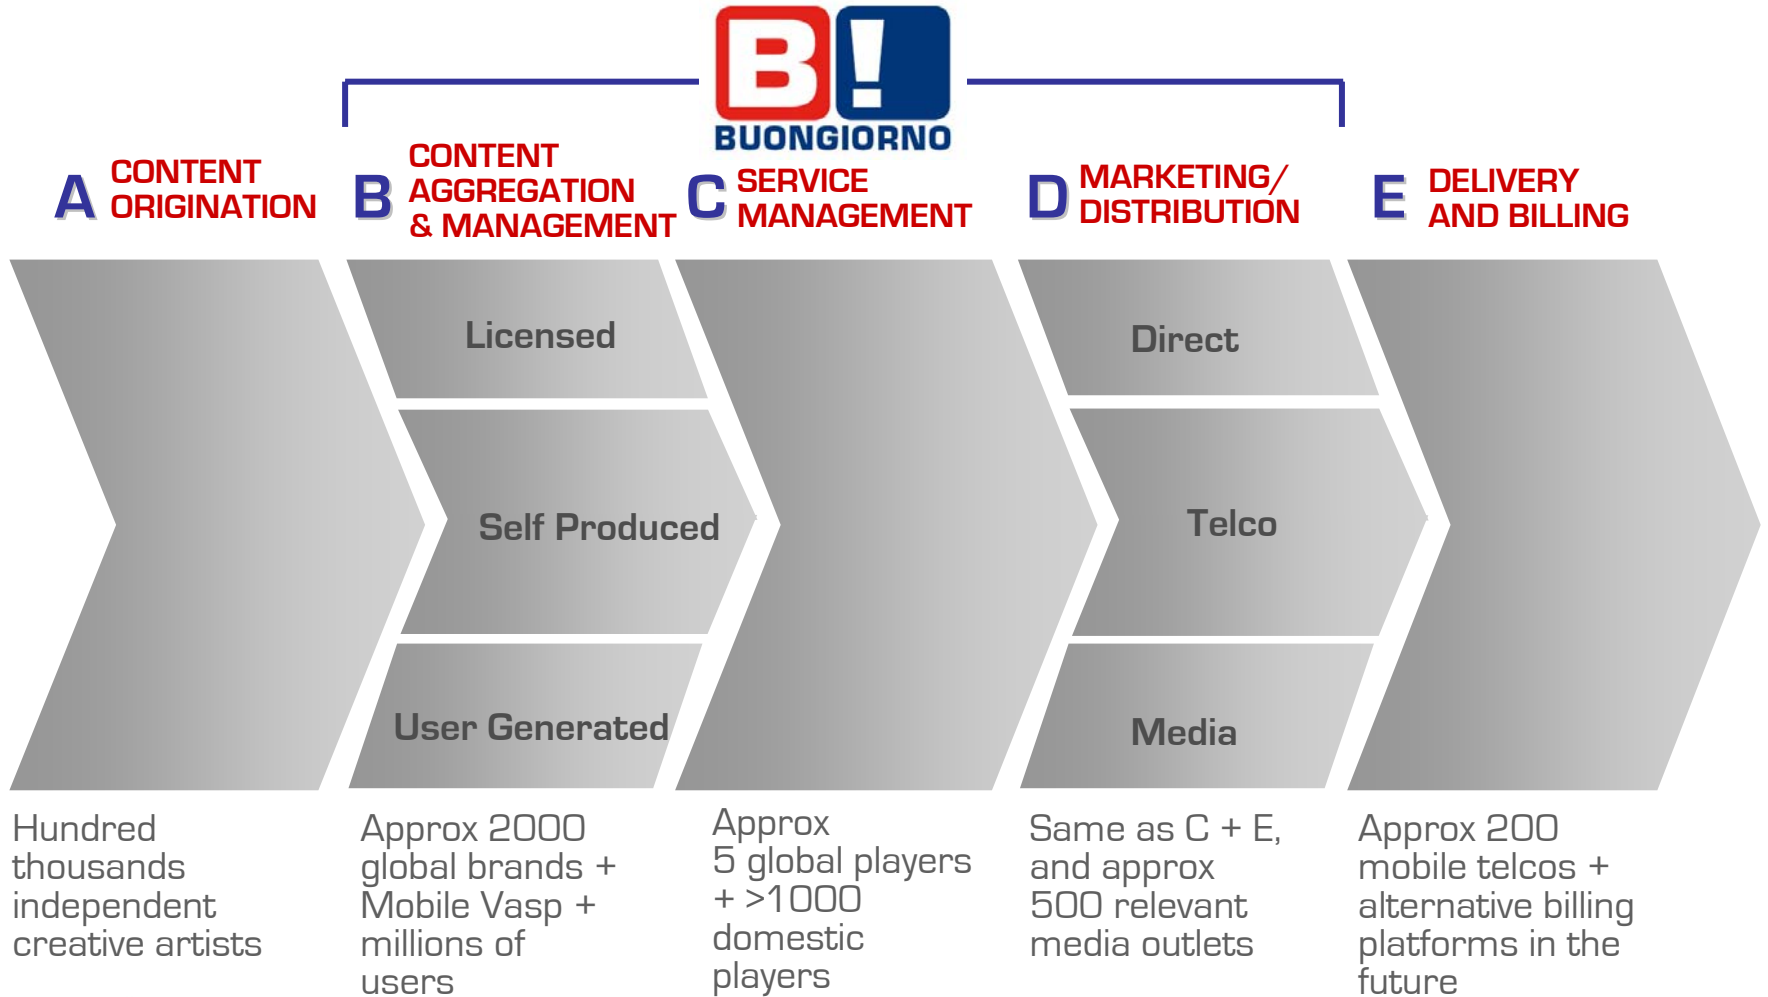 B!
BUONGIORNO
A
CONTENT
ORIGINATION
B
CONTENT
AGGREGATION
& MANAGEMENT
C
SERVICE
MANAGEMENT
D
MARKETING/
DISTRIBUTION
E
DELIVERY
AND BILLING
Licensed
Self Produced
User Generated
Direct
Telco
Media
Hundred
thousands
independent
creative artists
Approx 2000
global brands +
Mobile Vasp +
millions of
users
Approx
5 global players
+ >1000
domestic
players
Same as C + E,
and approx
500 relevant
media outlets
Approx 200
mobile telcos +
alternative billing
platforms in the
future